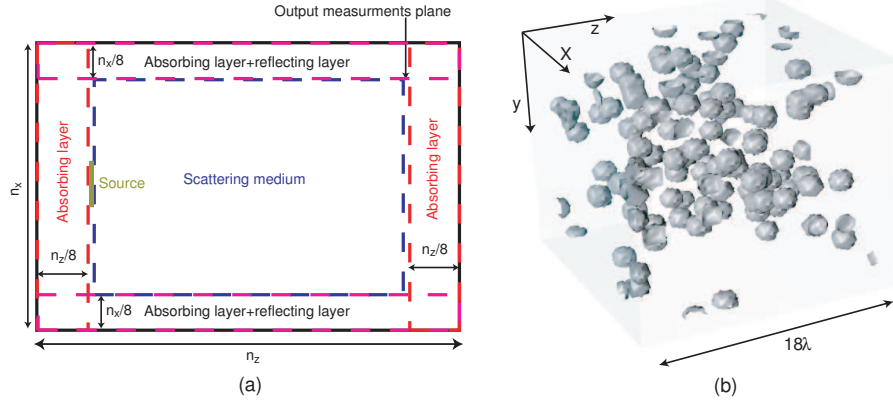 Output measurments plane
nx/8
Absorbing layer+reflecting layer
Absorbing layer
nx
Source
Scattering medium
Absorbing layer
nz/8
nz/8
nx/8
Absorbing layer+reflecting layer
nz
(a)
z
X
y
18λ
(b)